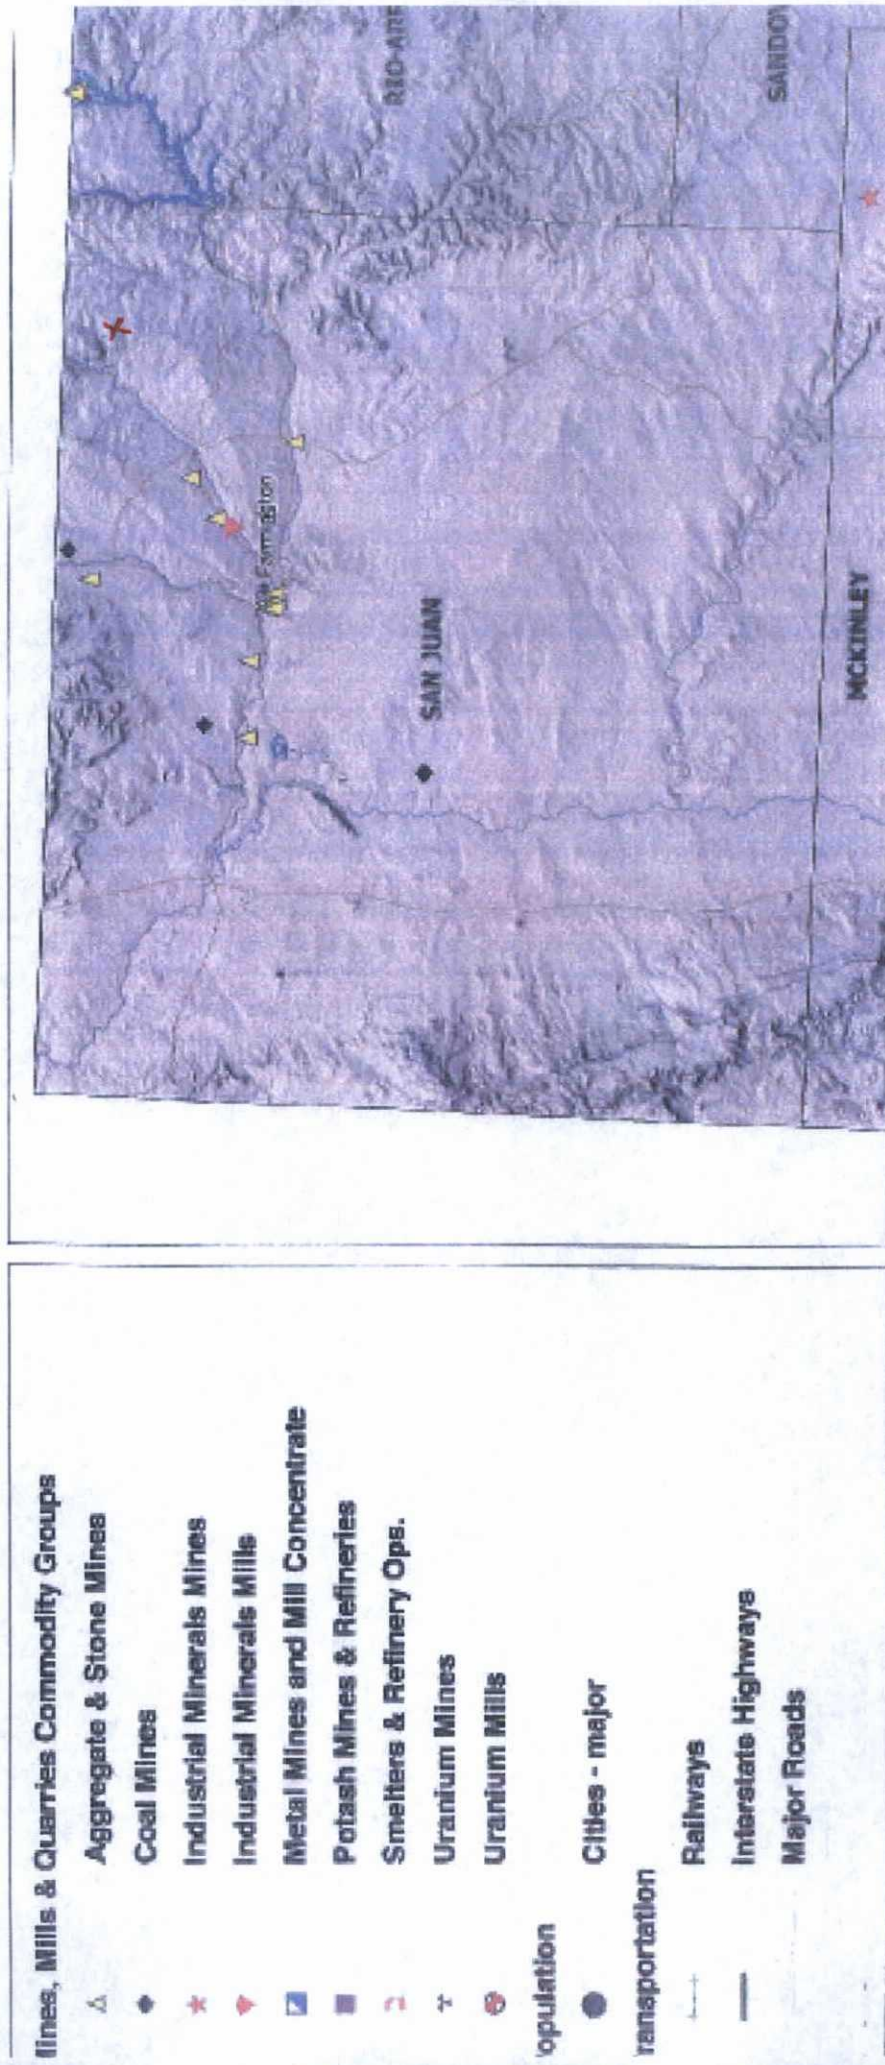 lines, Mills & Quarries Commodity Groups
Aggregate & Stone Mines
Coal Mines
Industrial Minerals Mines
Industrial Minerals Mills
Metal Mines and Mill Concentrate
Potash Mines & Refineries
Smelters & Refinery Ops.
Uranium Mines
Uranium Mills
opulation
Cities - major
ransportation
Railways
Interstate Highways
Major Roads
Farmington
SAN JUAN
MCKINLEY
RIO ARR
SANDOV